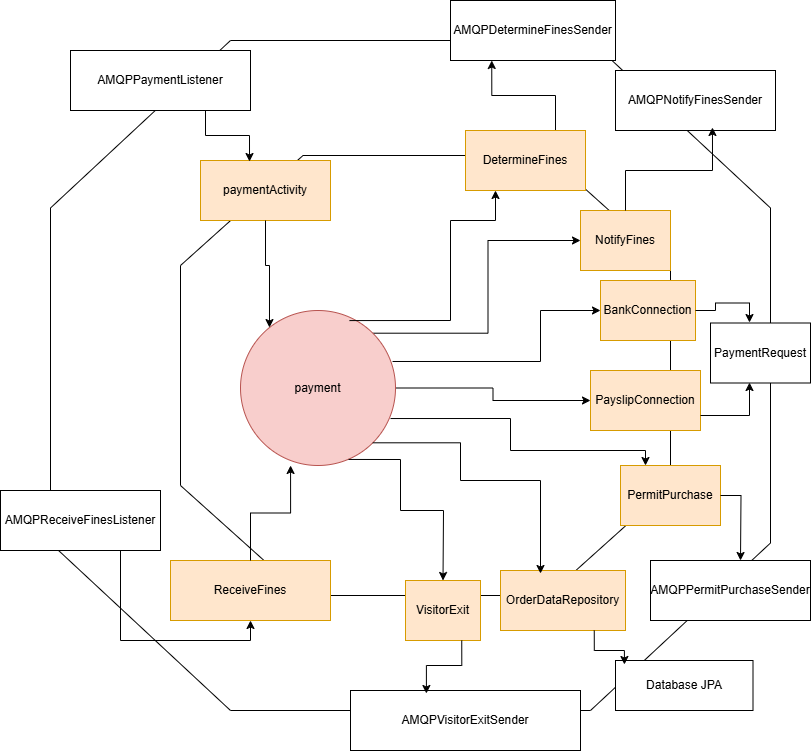 AMQPDetermineFinesSender
AMQPPaymentListener
AMQPNotifyFinesSender
DetermineFines
paymentActivity
NotifyFines
BankConnection
PaymentRequest
payment
PayslipConnection
PermitPurchase
AMQPReceiveFinesListener
ReceiveFines
AMQPPermitPurchaseSender
OrderDataRepository
VisitorExit
Database JPA
AMQPVisitorExitSender